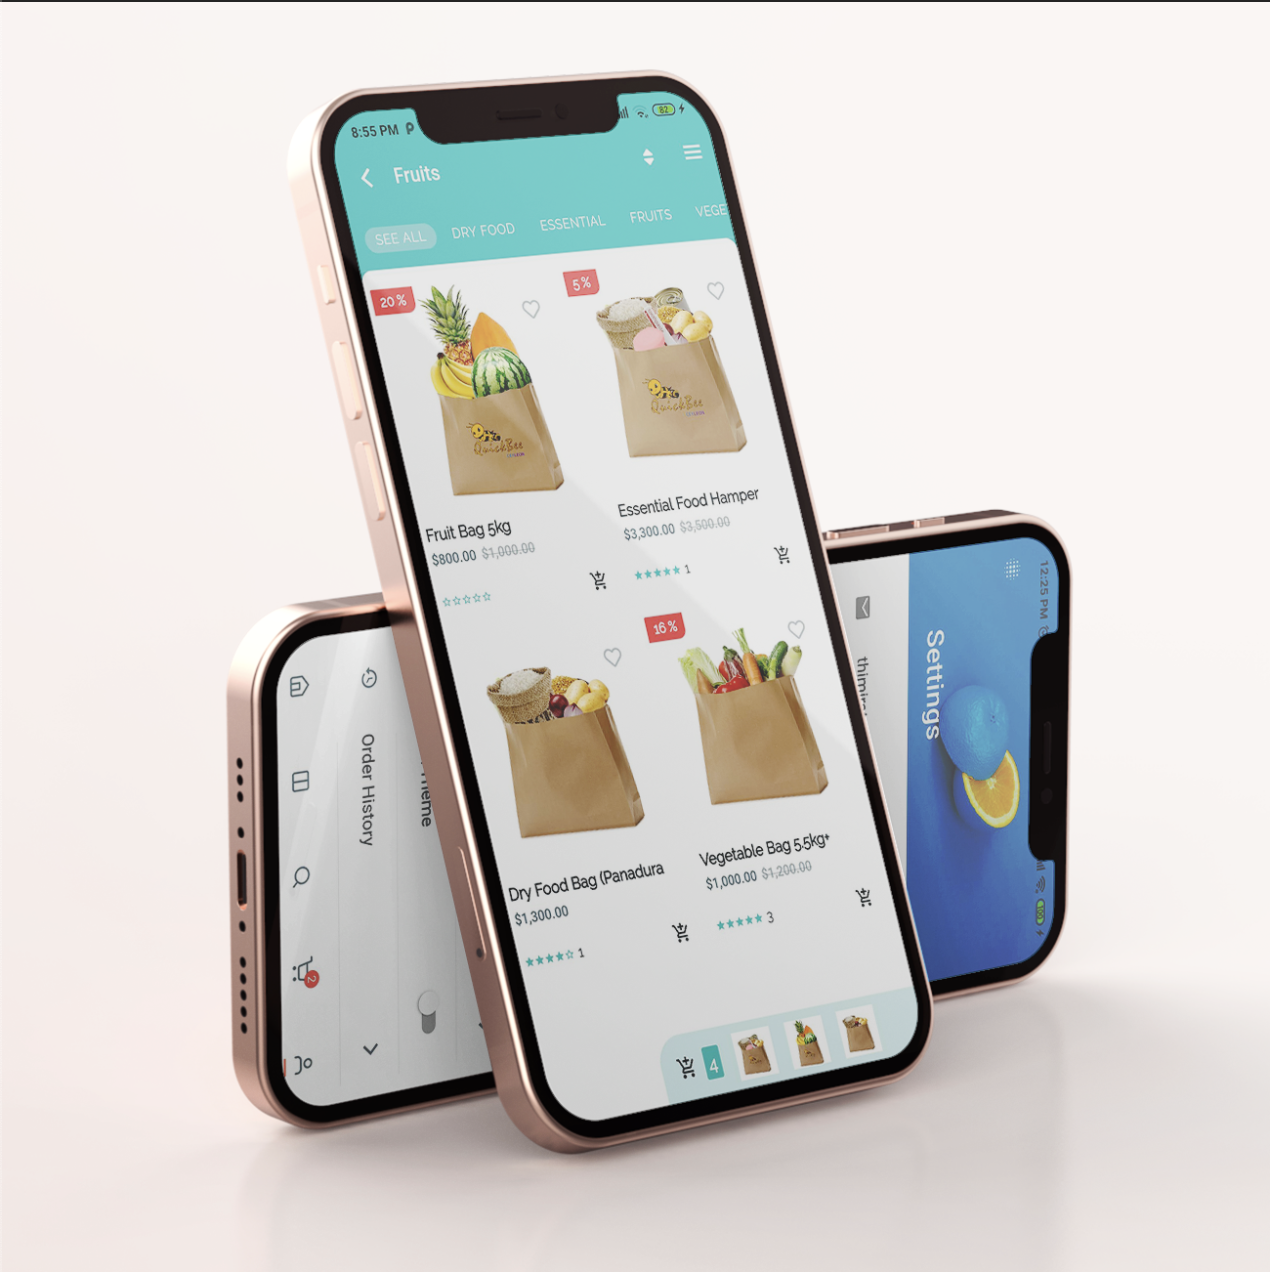 8:55 PM
82
Fruits
SEE ALL
DRY FOOD
ESSENTIAL
FRUITS
VEGE
20%
5%
QuickBee
QuickBee
Fruit Bag 5kg
$800.00 $1,000.00
Essential Food Hamper
$3,300.00 $3,500.00
1
16%
Dry Food Bag (Panadura
$1,300.00
1
Vegetable Bag 5.5kg+
$1,000.00 $1,200.00
3
4
Order History
2
12:25 PM
Settings
100